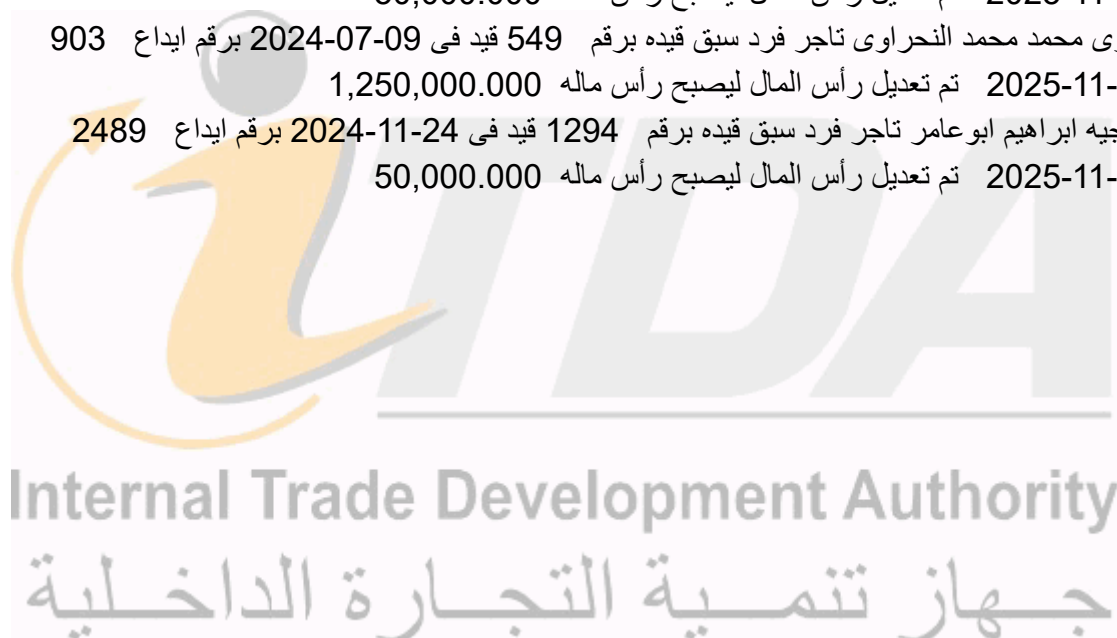 محمد محمد النحراوى تاجر فرد سبق قيده برقم 549 قيد فى 09-07-2024 برقم ايداع 903
2025-11- تم تعديل رأس المال ليصبح رأس ماله 1,250,000.000
ابراهيم ابوعامر تاجر فرد سبق قيده برقم 1294 قيد فى 24-11-2024 برقم ايداع 2489
2025-11- تم تعديل رأس المال ليصبح رأس ماله 50,000.000
iTDA
Internal Trade Development Authority
جهاز تنمية التجارة الداخلية